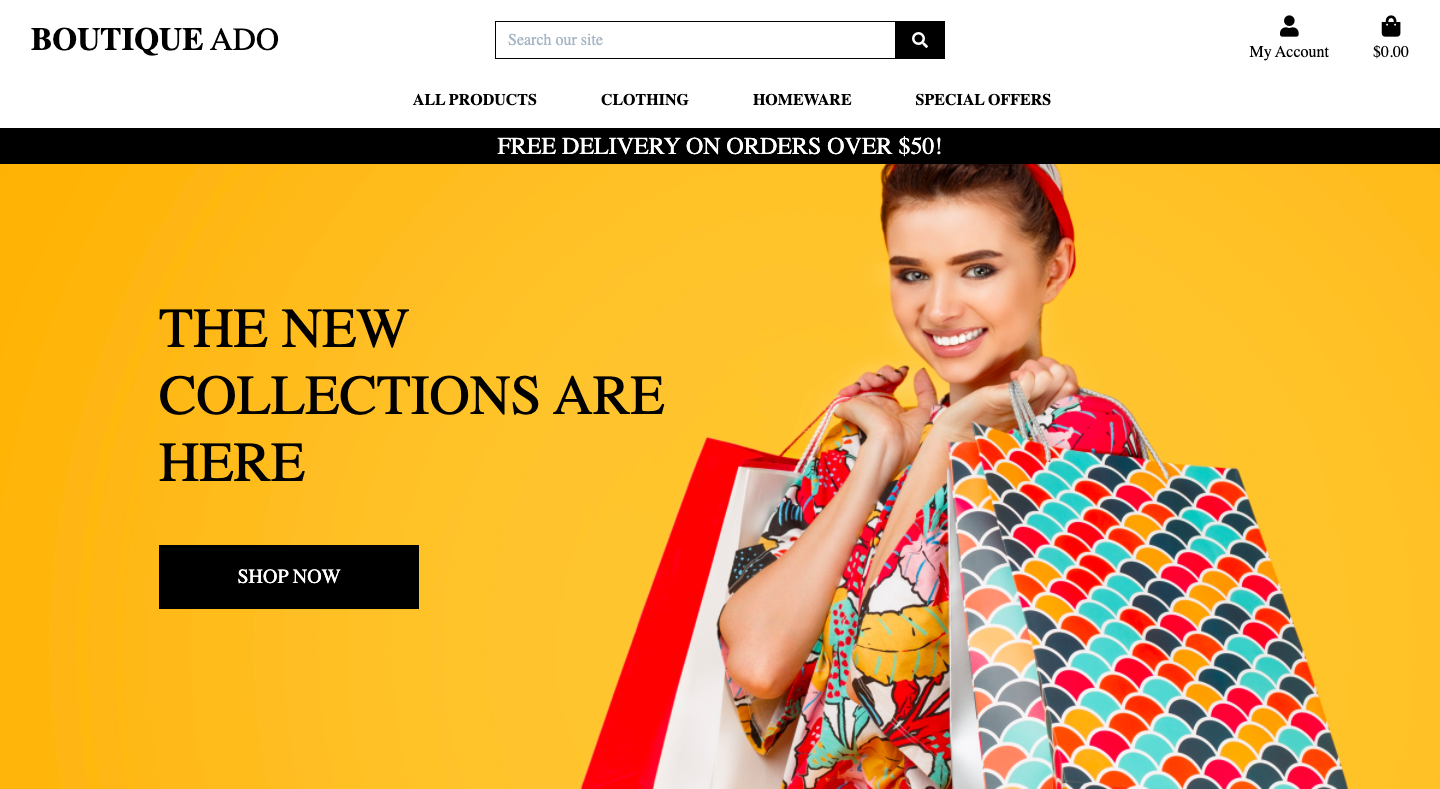 BOUTIQUE ADO
Search our site
My Account
$0.00
ALL PRODUCTS
CLOTHING
HOMEWARE
SPECIAL OFFERS
FREE DELIVERY ON ORDERS OVER $50!
THE NEW
COLLECTIONS ARE
HERE
SHOP NOW